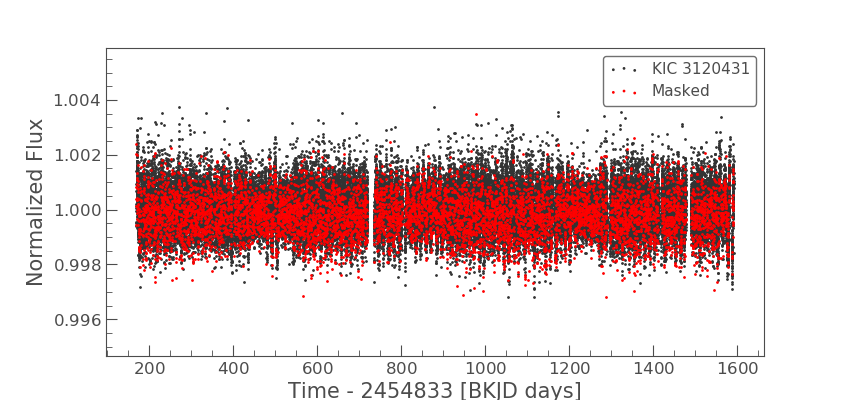 KIC 3120431
Masked
Normalized Flux
1.004
1.002
1.000
0.998
0.996
200 400 600 800 1000 1200 1400 1600
Time - 2454833 [BKJD days]